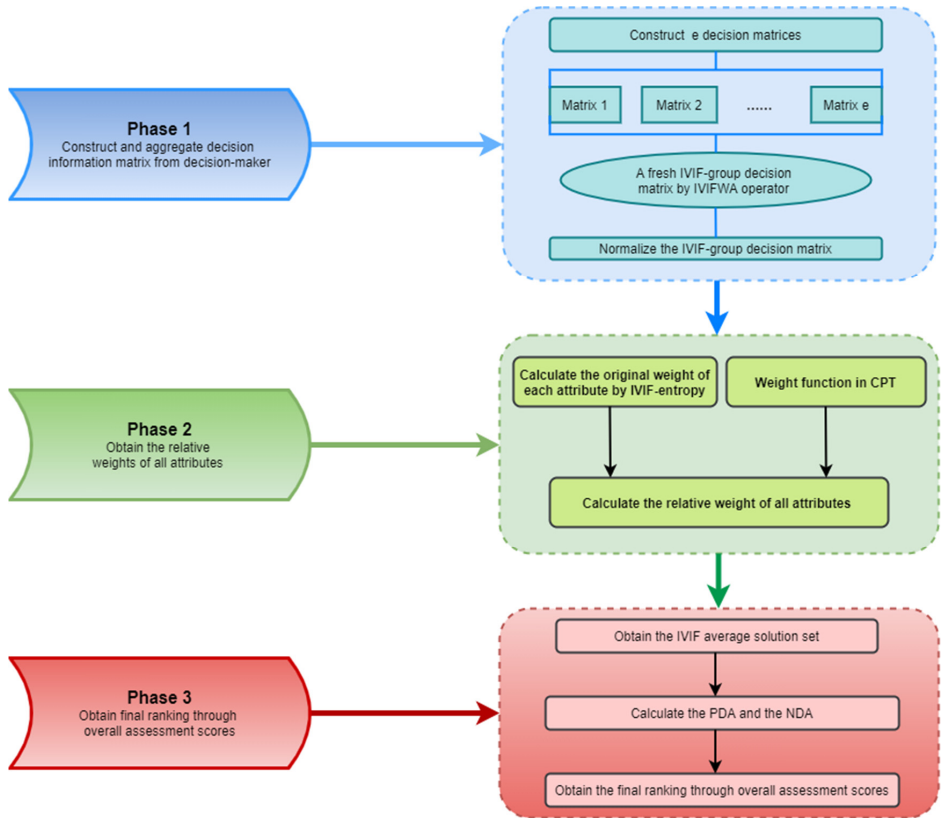 Construct e decision matrices
Matrix 1
Matrix 2
......
Matrix e
Phase 1
Construct and aggregate decision
information matrix from decision-maker
A fresh IVIF-group decision
matrix by IVIFWA operator
Normalize the IVIF-group decision matrix
Calculate the original weight of
each attribute by IVIF-entropy
Weight function in CPT
Phase 2
Obtain the relative
weights of all attributes
Calculate the relative weight of all attributes
Obtain the IVIF average solution set
Phase 3
Obtain final ranking through
overall assessment scores
Calculate the PDA and the NDA
Obtain the final ranking through overall assessment scores